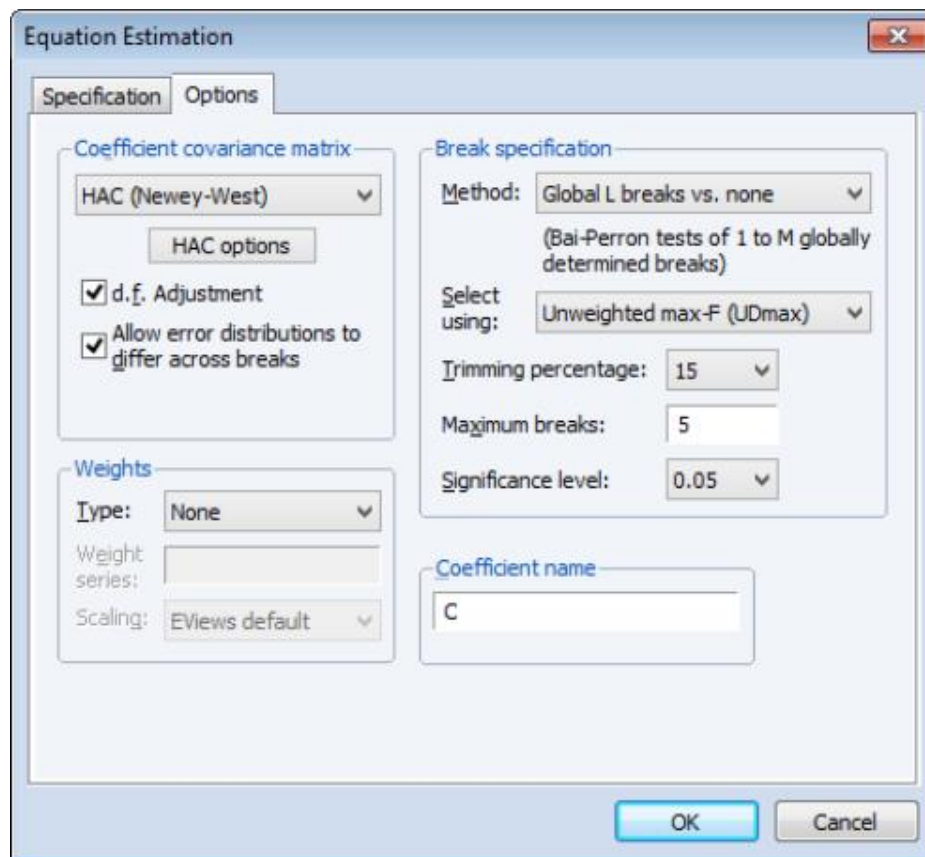 Equation Estimation
Specification
Options
Coefficient covariance matrix
HAC (Newey-West)
HAC options
d.f. Adjustment
Allow error distributions to
differ across breaks
Weights
Type: None
Weight
series:
Scaling: EViews default
Break specification
Method: Global L breaks vs. none
(Bai-Perron tests of 1 to M globally
determined breaks)
Select
using: Unweighted max-F (UDmax)
Trimming percentage: 15
Maximum breaks: 5
Significance level: 0.05
Coefficient name
C
OK
Cancel